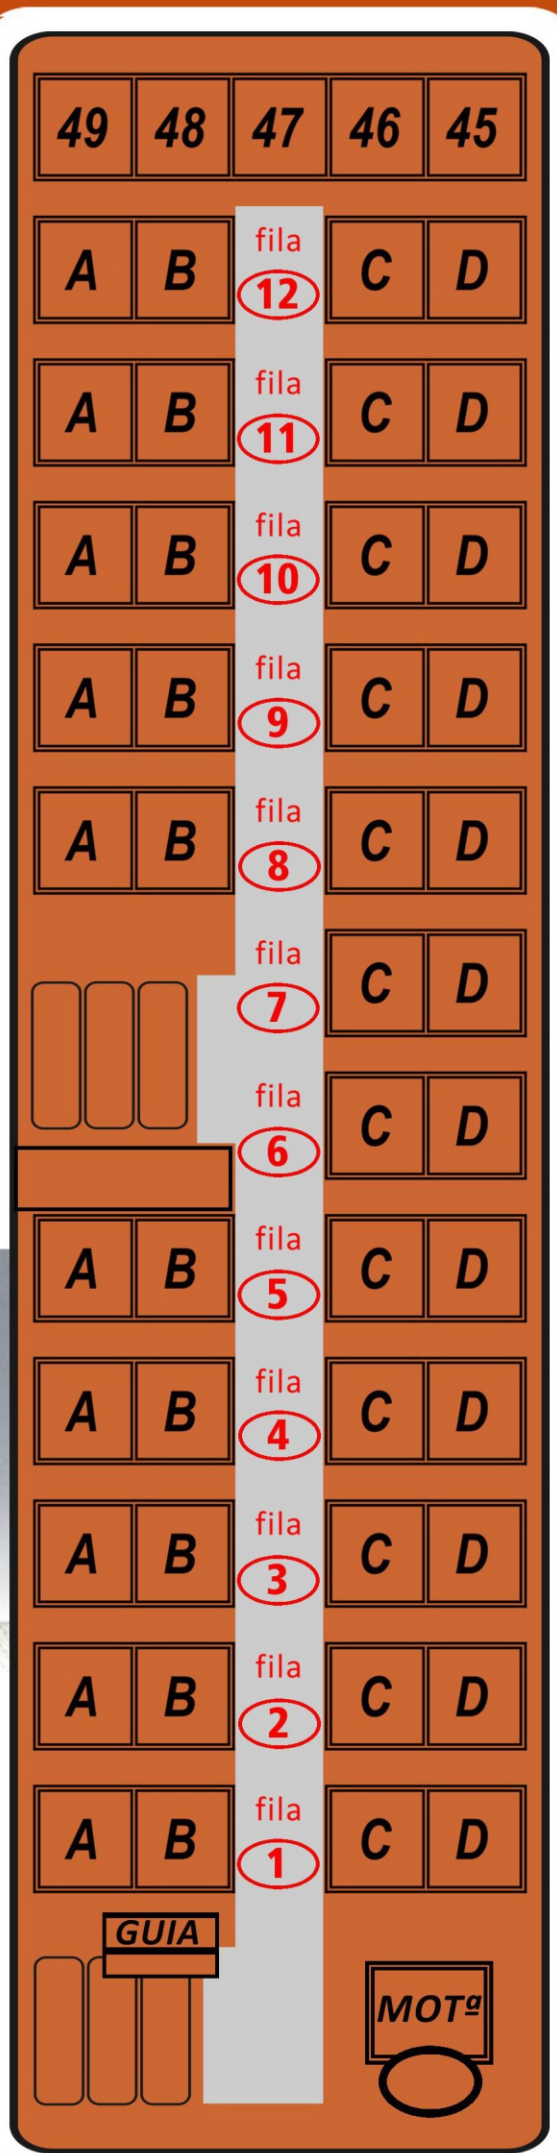 49 48 47 46 45
A B fila 12 C D
A B fila 11 C D
A B fila 10 C D
A B fila 9 C D
A B fila 8 C D
fila 7 C D
fila 6 C D
A B fila 5 C D
A B fila 4 C D
A B fila 3 C D
A B fila 2 C D
A B fila 1 C D
GUIA
MOTª